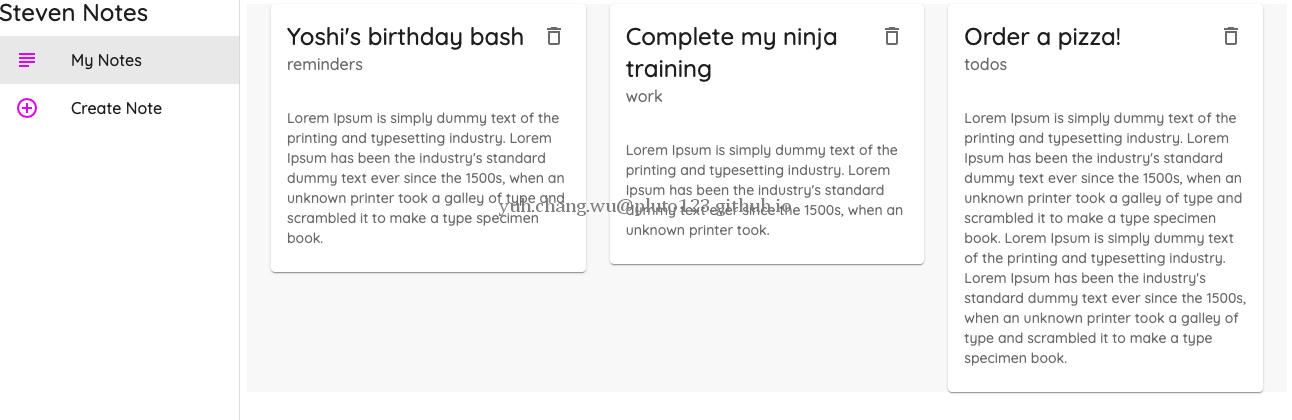 Steven Notes
My Notes
Create Note
Yoshi's birthday bash
reminders
Lorem Ipsum is simply dummy text of the
printing and typesetting industry. Lorem
Ipsum has been the industry's standard
dummy text ever since the 1500s, when an
unknown printer took a galley of type and
scrambled it to make a type specimen
book.
Complete my ninja
training
work
Lorem Ipsum is simply dummy text of the
printing and typesetting industry. Lorem
Ipsum has been the industry's standard
dummy text ever since the 1500s, when an
unknown printer took.
Order a pizza!
todos
Lorem Ipsum is simply dummy text of the
printing and typesetting industry. Lorem
Ipsum has been the industry's standard
dummy text ever since the 1500s, when an
unknown printer took a galley of type and
scrambled it to make a type specimen
book. Lorem Ipsum is simply dummy text
of the printing and typesetting industry.
Lorem Ipsum has been the industry's
standard dummy text ever since the 1500s,
when an unknown printer took a galley of
type and scrambled it to make a type
specimen book.
yuh.chang.wu@pluto123.github.io